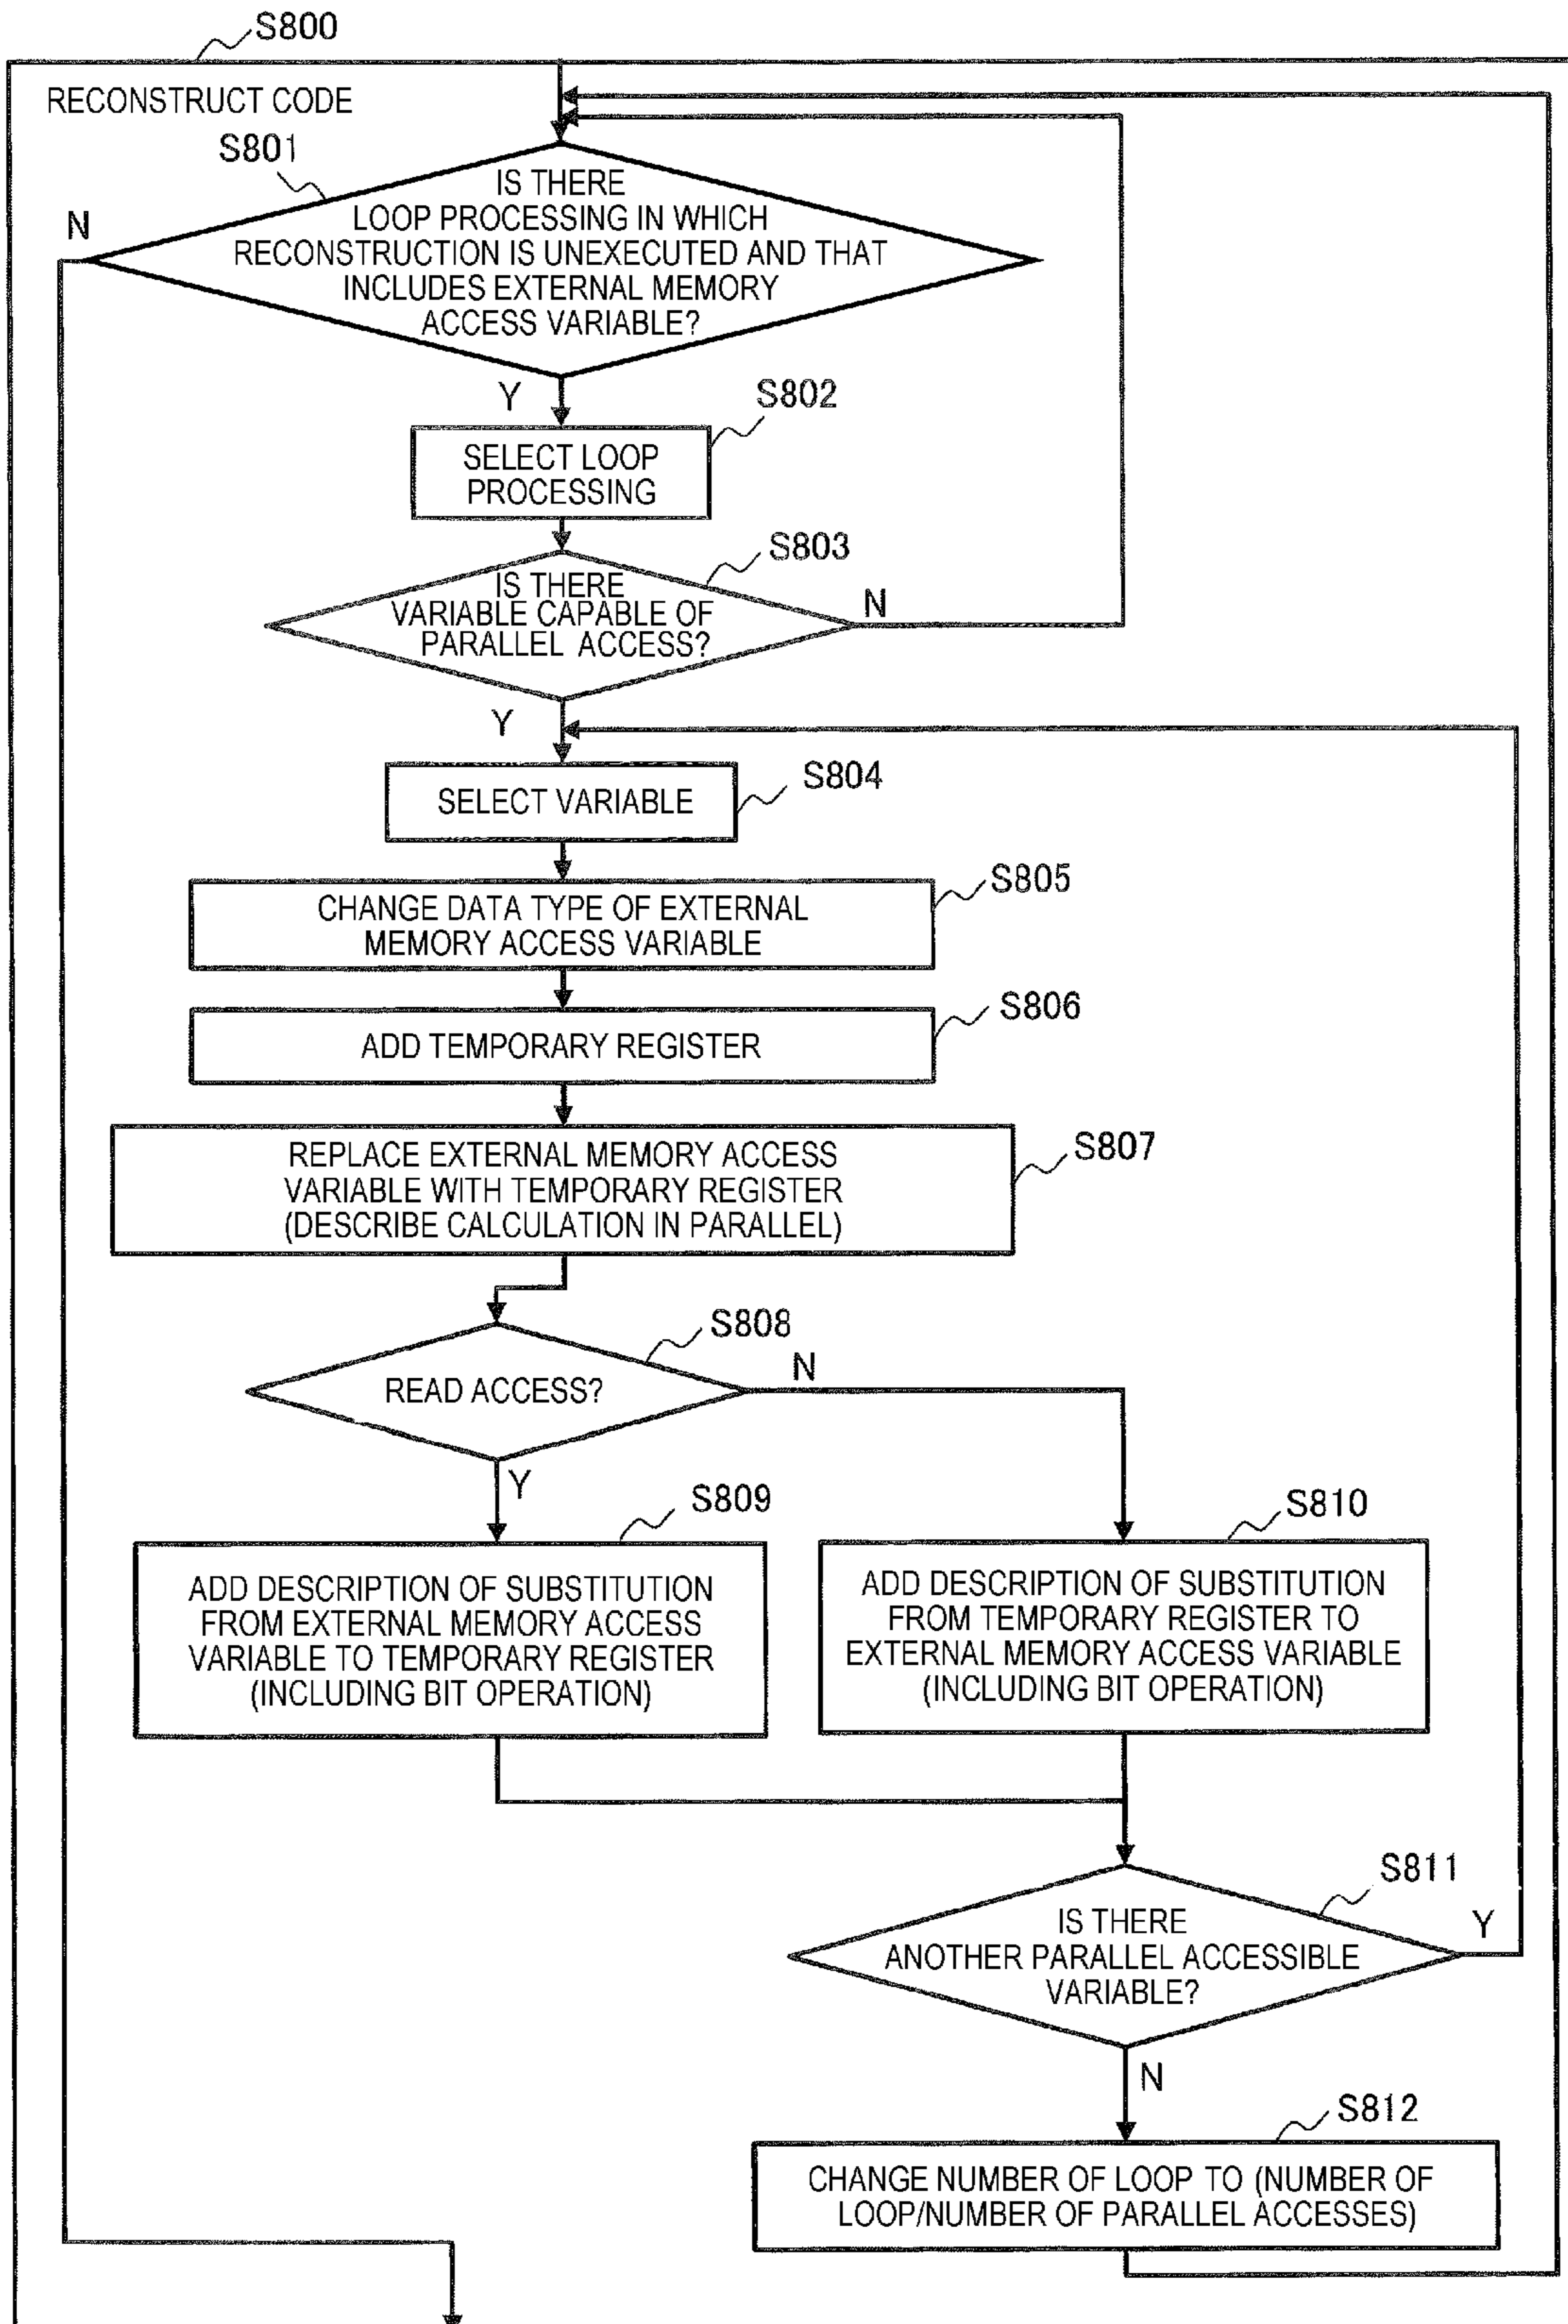 S800
RECONSTRUCT CODE
S801
IS THERE
LOOP PROCESSING IN WHICH
RECONSTRUCTION IS UNEXECUTED AND THAT
INCLUDES EXTERNAL MEMORY
ACCESS VARIABLE?
N
Y
S802
SELECT LOOP
PROCESSING
S803
IS THERE
VARIABLE CAPABLE OF
PARALLEL ACCESS?
N
Y
S804
SELECT VARIABLE
S805
CHANGE DATA TYPE OF EXTERNAL
MEMORY ACCESS VARIABLE
S806
ADD TEMPORARY REGISTER
S807
REPLACE EXTERNAL MEMORY ACCESS
VARIABLE WITH TEMPORARY REGISTER
(DESCRIBE CALCULATION IN PARALLEL)
S808
READ ACCESS?
N
Y
S809
ADD DESCRIPTION OF SUBSTITUTION
FROM EXTERNAL MEMORY ACCESS
VARIABLE TO TEMPORARY REGISTER
(INCLUDING BIT OPERATION)
S810
ADD DESCRIPTION OF SUBSTITUTION
FROM TEMPORARY REGISTER TO
EXTERNAL MEMORY ACCESS VARIABLE
(INCLUDING BIT OPERATION)
S811
IS THERE
ANOTHER PARALLEL ACCESSIBLE
VARIABLE?
Y
N
S812
CHANGE NUMBER OF LOOP TO (NUMBER OF
LOOP/NUMBER OF PARALLEL ACCESSES)